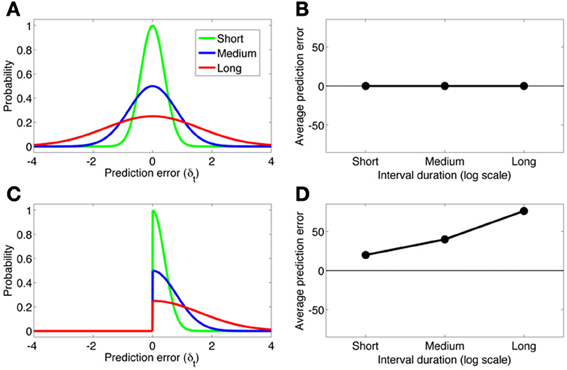 A
Probability
1
0.8
0.6
0.4
0.2
0
Short
Medium
Long
-4
-2
0
2
4
Prediction error (δt)
B
Average prediction error
50
0
-50
Short
Medium
Long
Interval duration (log scale)
C
Probability
1
0.8
0.6
0.4
0.2
0
-4
-2
0
2
4
Prediction error (δt)
D
Average prediction error
50
0
-50
Short
Medium
Long
Interval duration (log scale)